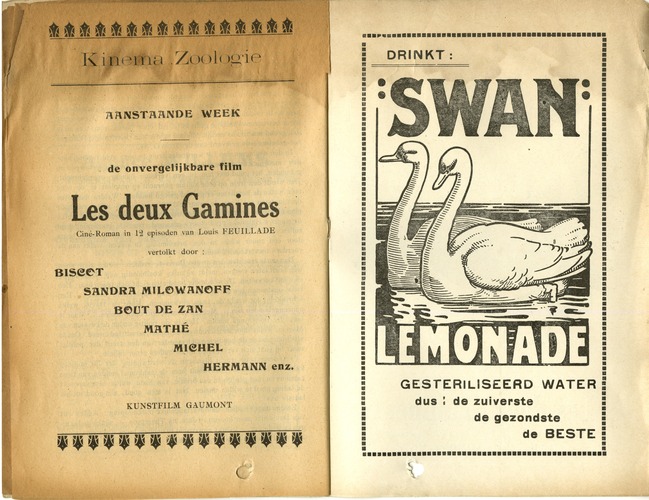 Kinema Zoologie
AANSTAANDE WEEK
de onvergelijkbare film
Les deux Gamines
Ciné-Roman in 12 episoden van Louis FEUILLADE
vertolkt door :
BISCOT
SANDRA MILOWANOFF
BOUT DE ZAN
MATHÉ
MICHEL
HERMANN enz.
KUNSTFILM GAUMONT
DRINKT :
:SWAN:
LEMONADE
GESTERILISEERD WATER
dus : de zuiverste
de gezondste
de BESTE